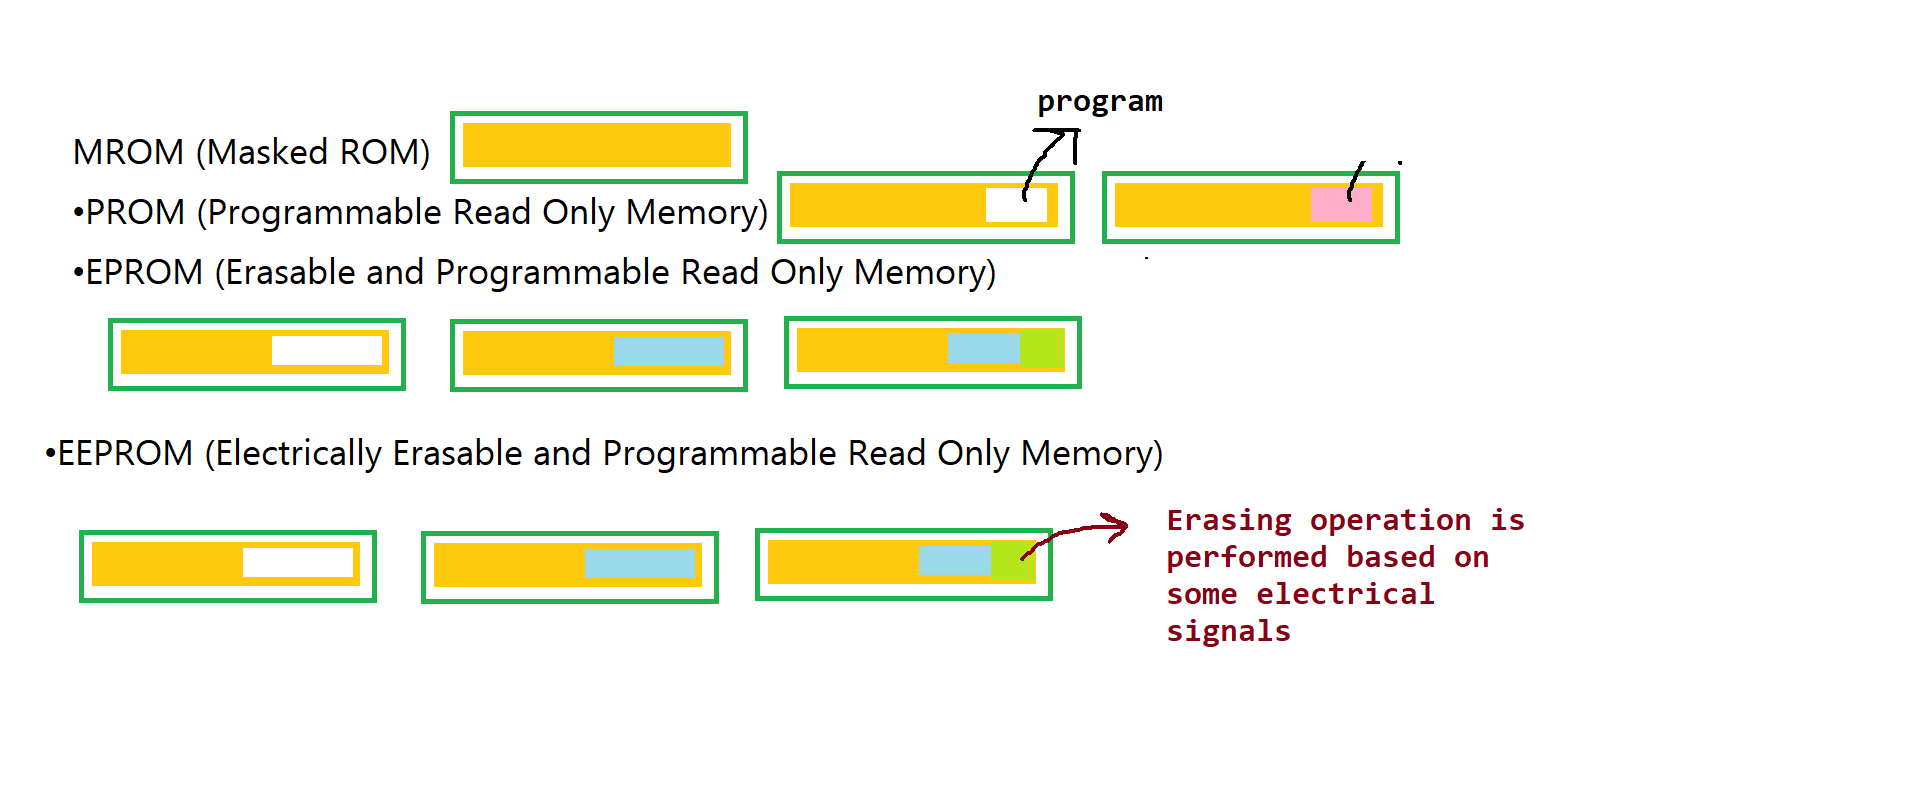 program
MROM (Masked ROM)
•PROM (Programmable Read Only Memory)
•EPROM (Erasable and Programmable Read Only Memory)
•EEPROM (Electrically Erasable and Programmable Read Only Memory)
Erasing operation is
performed based on
some electrical
signals